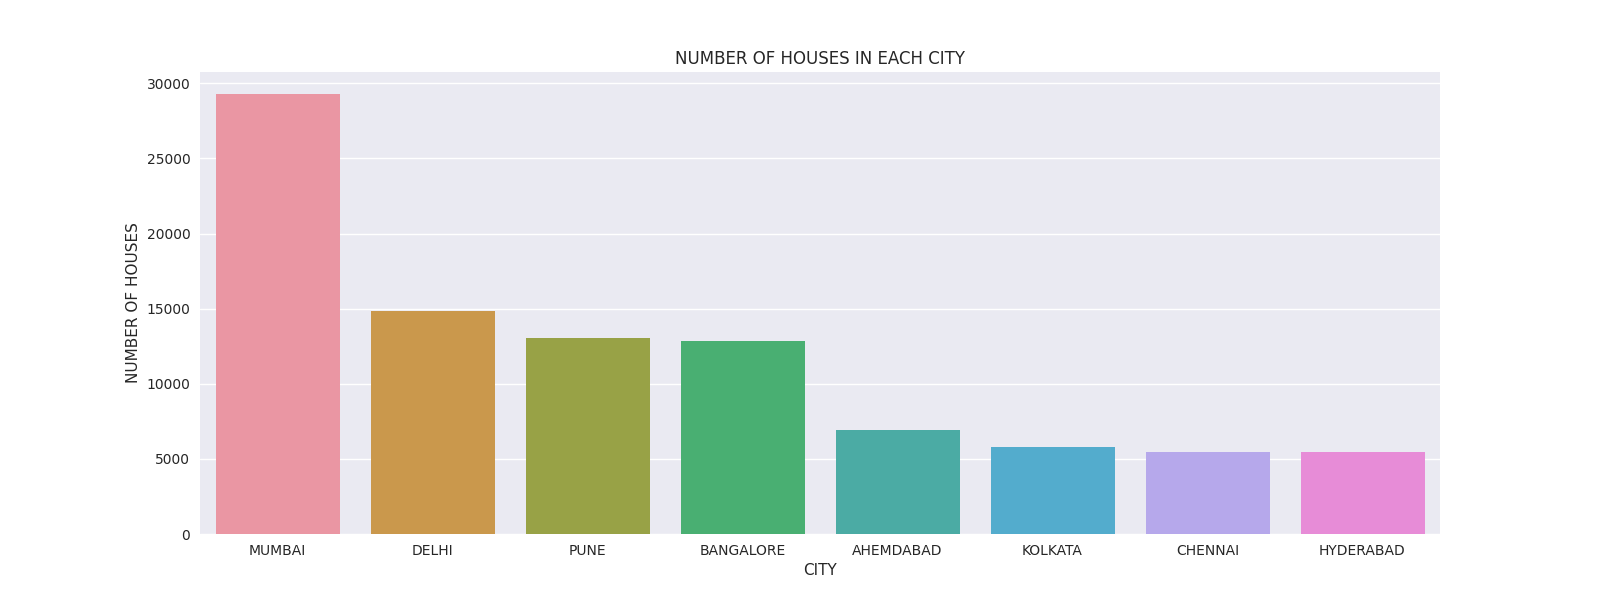 NUMBER OF HOUSES IN EACH CITY
30000
25000
20000
15000
10000
5000
0
NUMBER OF HOUSES
MUMBAI DELHI PUNE BANGALORE AHEMDABAD KOLKATA CHENNAI HYDERABAD
CITY